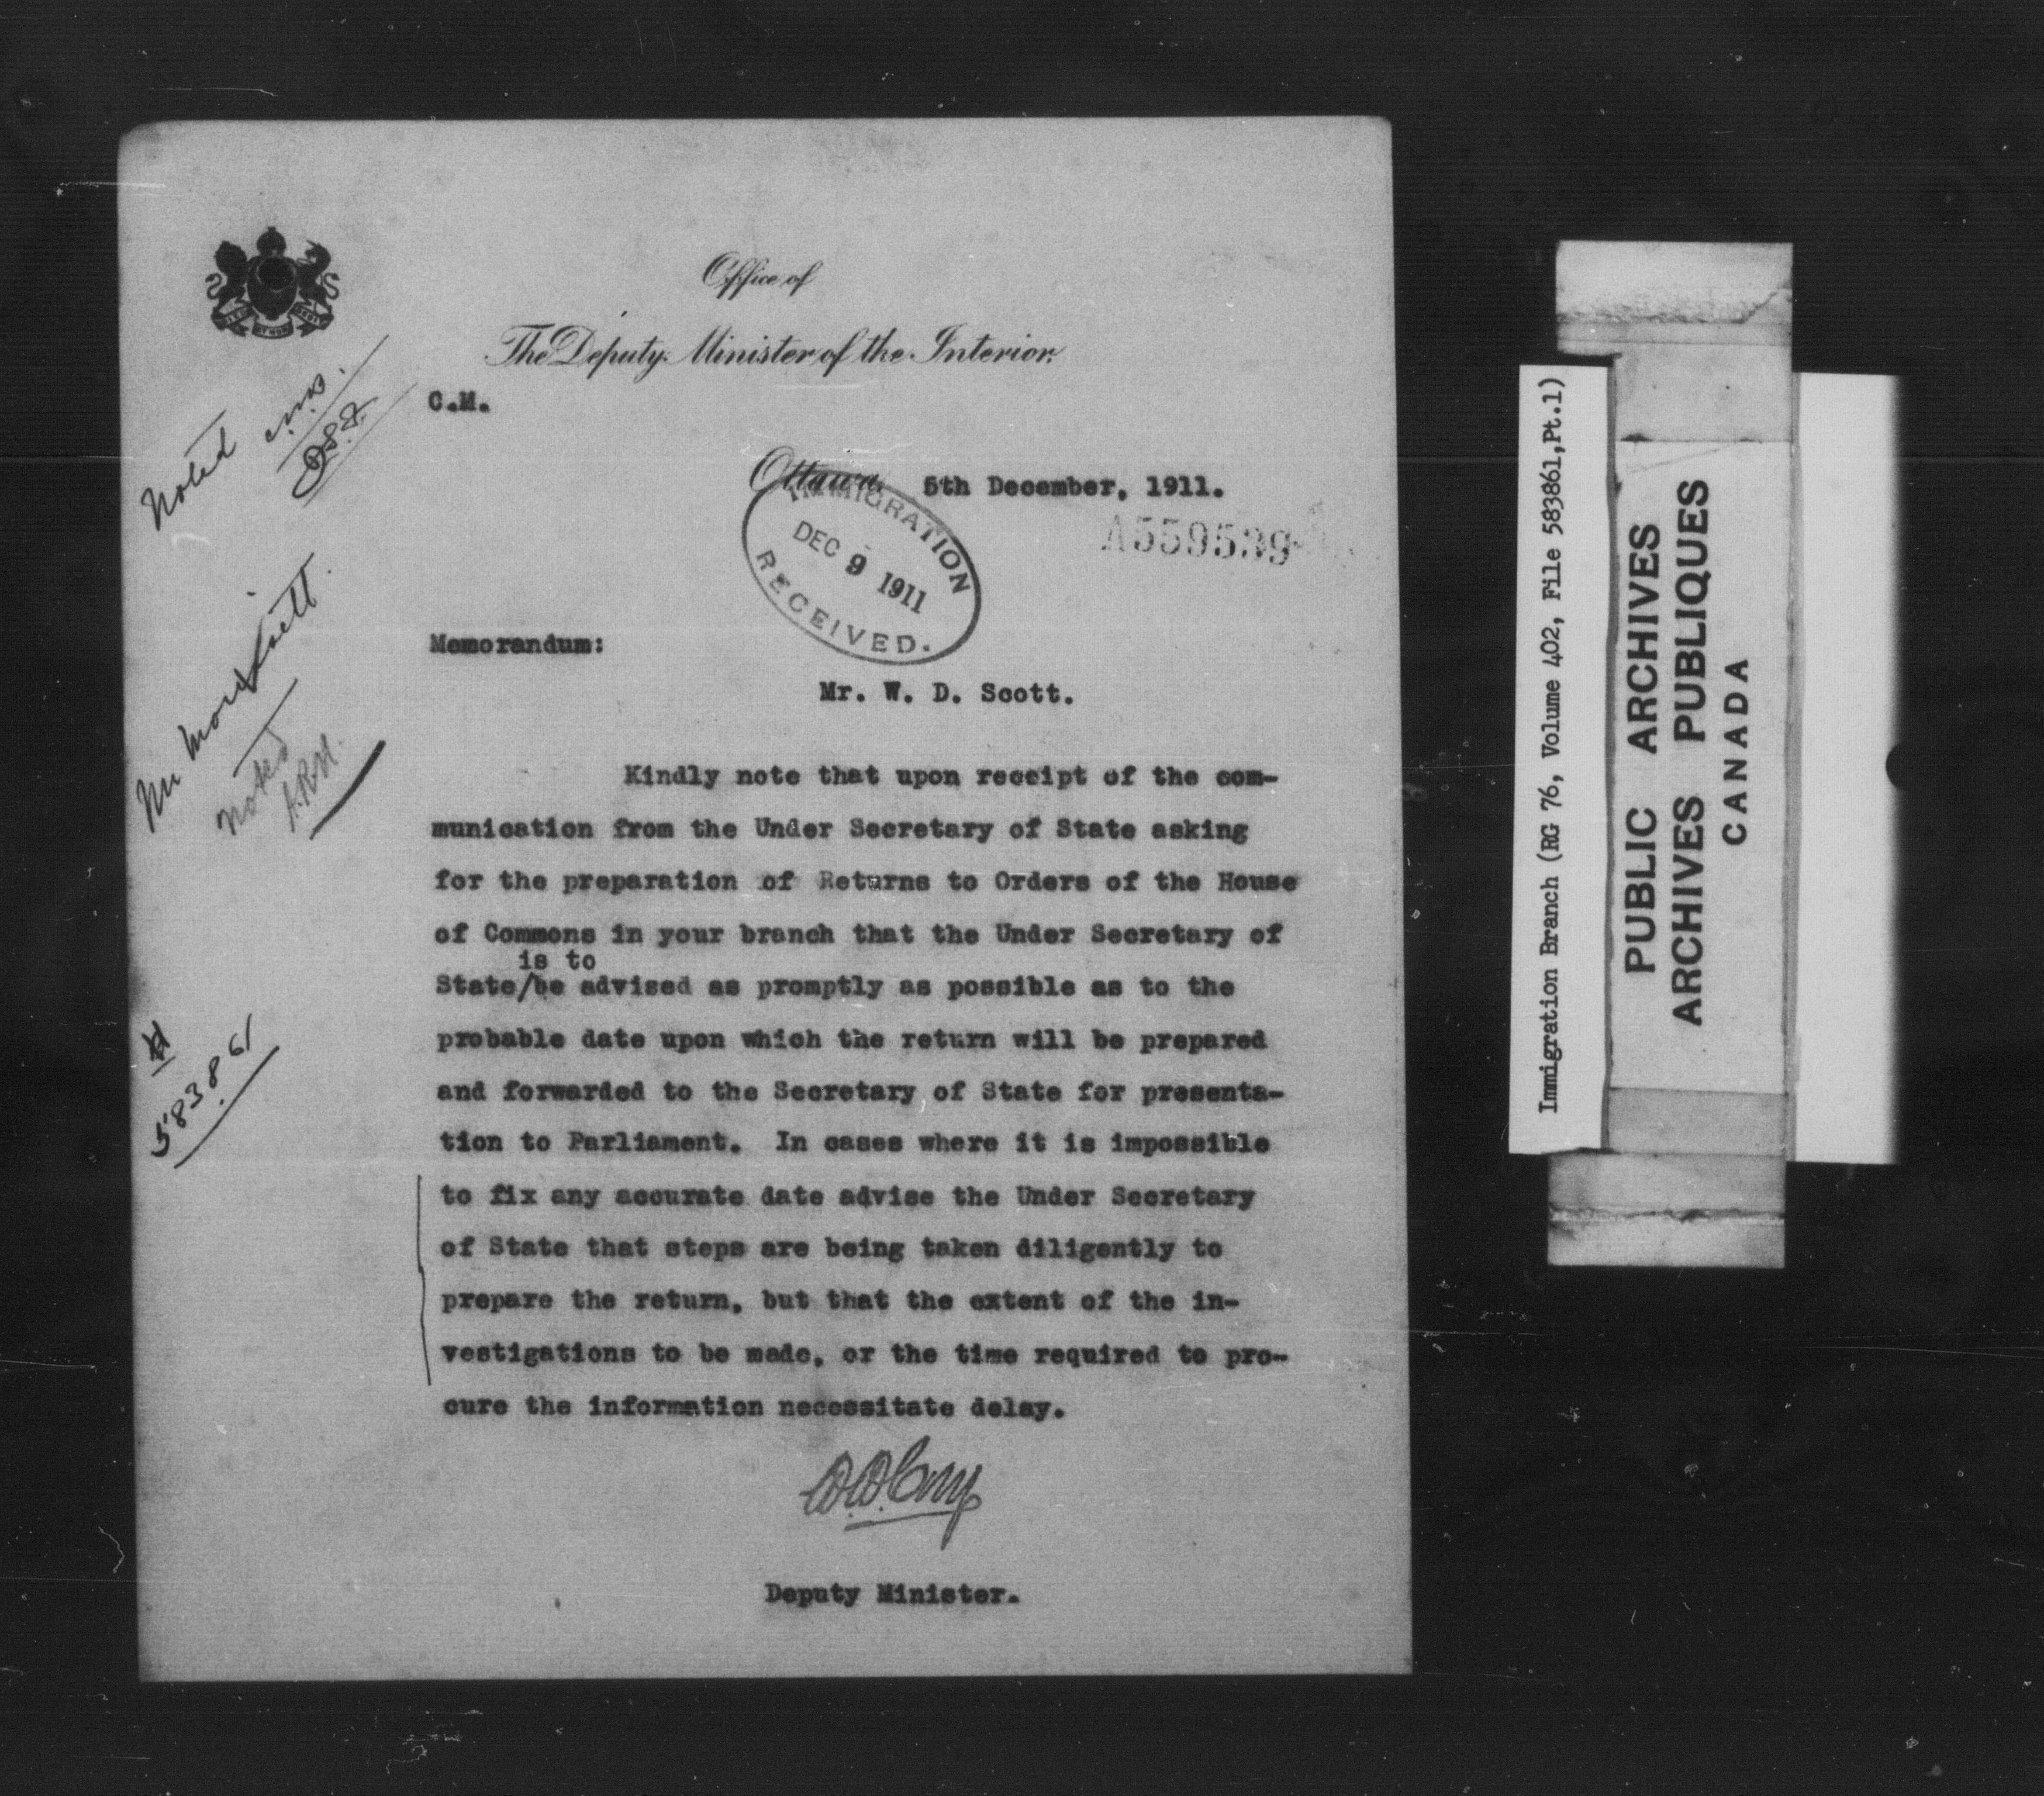 Office of
The Deputy Minister of the Interior.
C.M.
Ottawa, 5th December, 1911.
A559539
IMMIGRATION
DEC 9 1911
RECEIVED.
Memorandum:
Mr. W. D. Scott.
Kindly note that upon receipt of the com-
munication from the Under Secretary of State asking
for the preparation of Returns to Orders of the House
of Commons in your branch that the Under Secretary of
is to
State/be advised as promptly as possible as to the
probable date upon which the return will be prepared
and forwarded to the Secretary of State for presenta-
tion to Parliament. In cases where it is impossible
to fix any accurate date advise the Under Secretary
of State that steps are being taken diligently to
prepare the return, but that the extent of the in-
vestigations to be made, or the time required to pro-
cure the information necessitate delay.
Deputy Minister.
Noted
Mr
Noted
583861
Immigration Branch (RG 76, Volume 402, File 583861,Pt.1)
PUBLIC ARCHIVES
ARCHIVES PUBLIQUES
CANADA